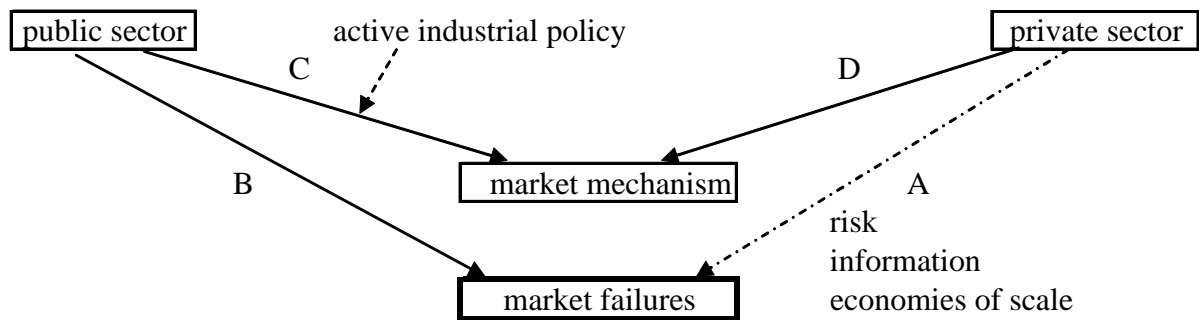 public sector
active industrial policy
private sector
C
D
market mechanism
B
A
risk
information
economies of scale
market failures